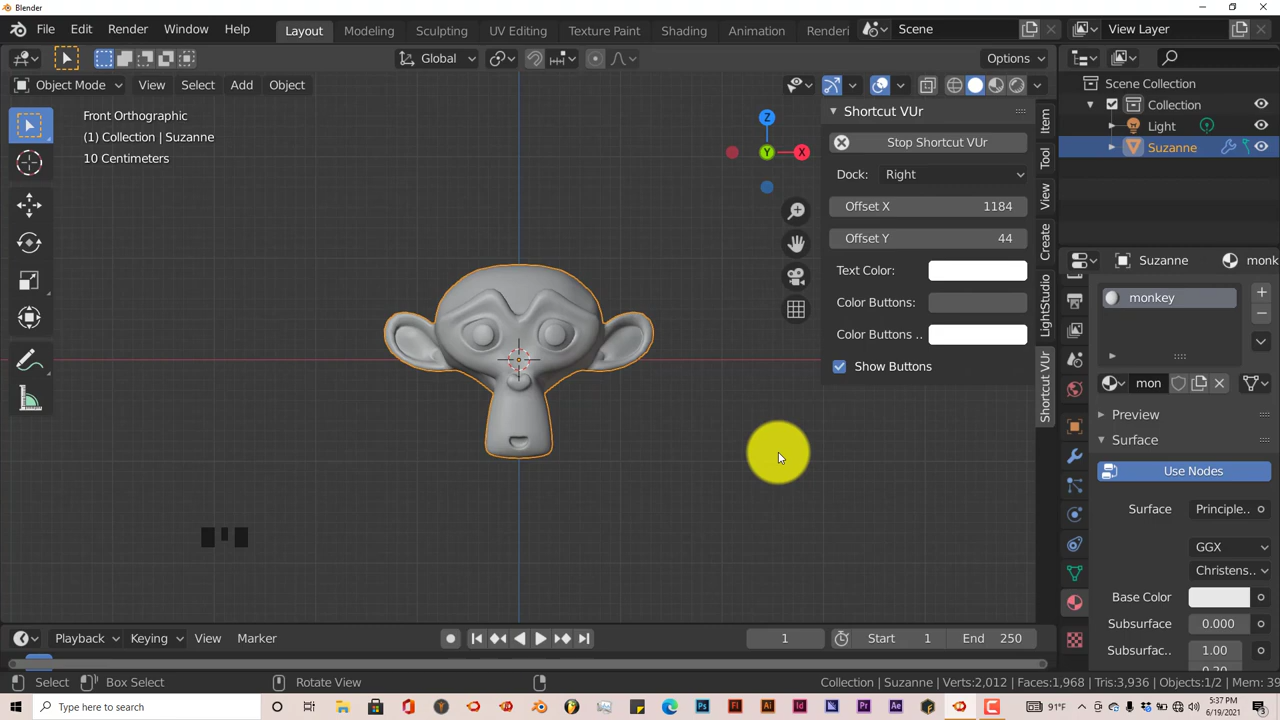 Blender
File Edit Render Window Help Layout Modeling Sculpting UV Editing Texture Paint Shading Animation Renderi Scene View Layer
Global Options
Object Mode View Select Add Object
Front Orthographic
(1) Collection | Suzanne
10 Centimeters
Z
Y
X
Shortcut VUr
Stop Shortcut VUr
Dock: Right
Offset X 1184
Offset Y 44
Text Color:
Color Buttons:
Color Buttons ..
Show Buttons
Item
Tool
View
Create
LightStudio
Shortcut VUr
Scene Collection
Collection
Light
Suzanne
Suzanne monk
monkey
mon
Preview
Surface
Use Nodes
Surface Principle..
GGX
Christens..
Base Color
Subsurface 0.000
Subsurfac.. 1.00
0.20
Playback Keying View Marker 1 Start 1 End 250
Select Box Select Rotate View Collection | Suzanne | Verts:2,012 | Faces:1,968 | Tris:3,936 | Objects:1/2 | Mem: 39
Type here to search 91°F 5:37 PM
6/19/2021